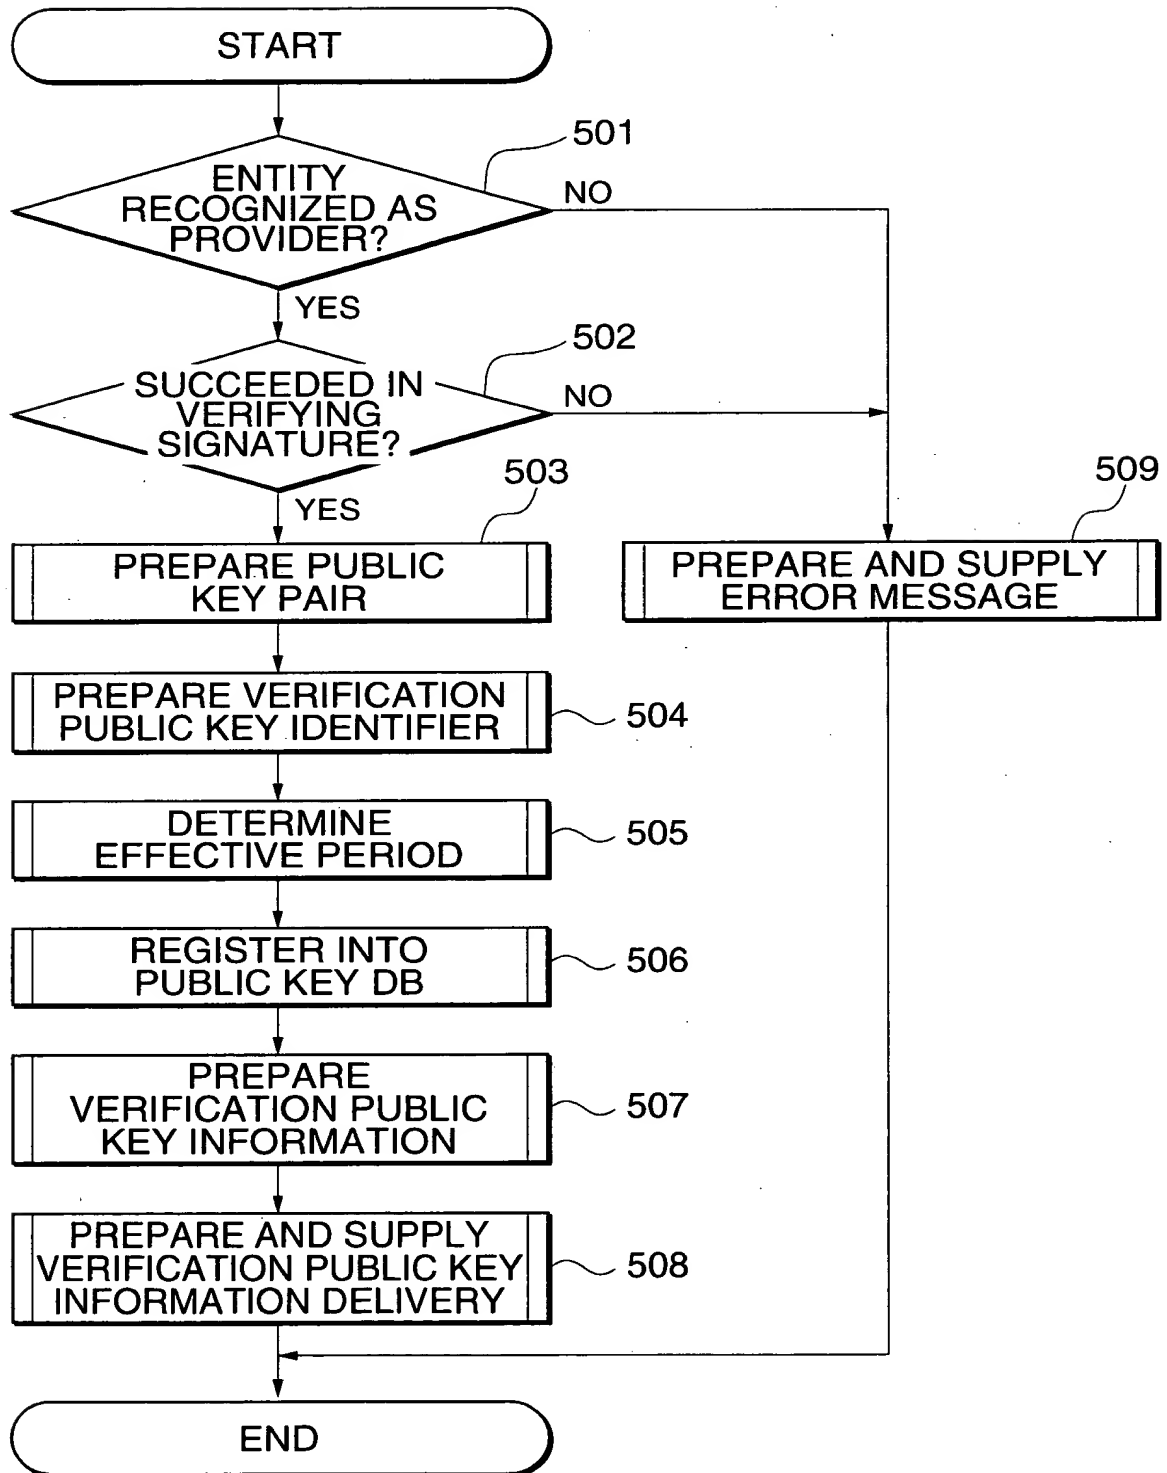 START
501
ENTITY
RECOGNIZED AS
PROVIDER?
NO
YES
502
SUCCEEDED IN
VERIFYING
SIGNATURE?
NO
YES
503
PREPARE PUBLIC
KEY PAIR
509
PREPARE AND SUPPLY
ERROR MESSAGE
PREPARE VERIFICATION
PUBLIC KEY IDENTIFIER
504
DETERMINE
EFFECTIVE PERIOD
505
REGISTER INTO
PUBLIC KEY DB
506
PREPARE
VERIFICATION PUBLIC
KEY INFORMATION
507
PREPARE AND SUPPLY
VERIFICATION PUBLIC KEY
INFORMATION DELIVERY
508
END